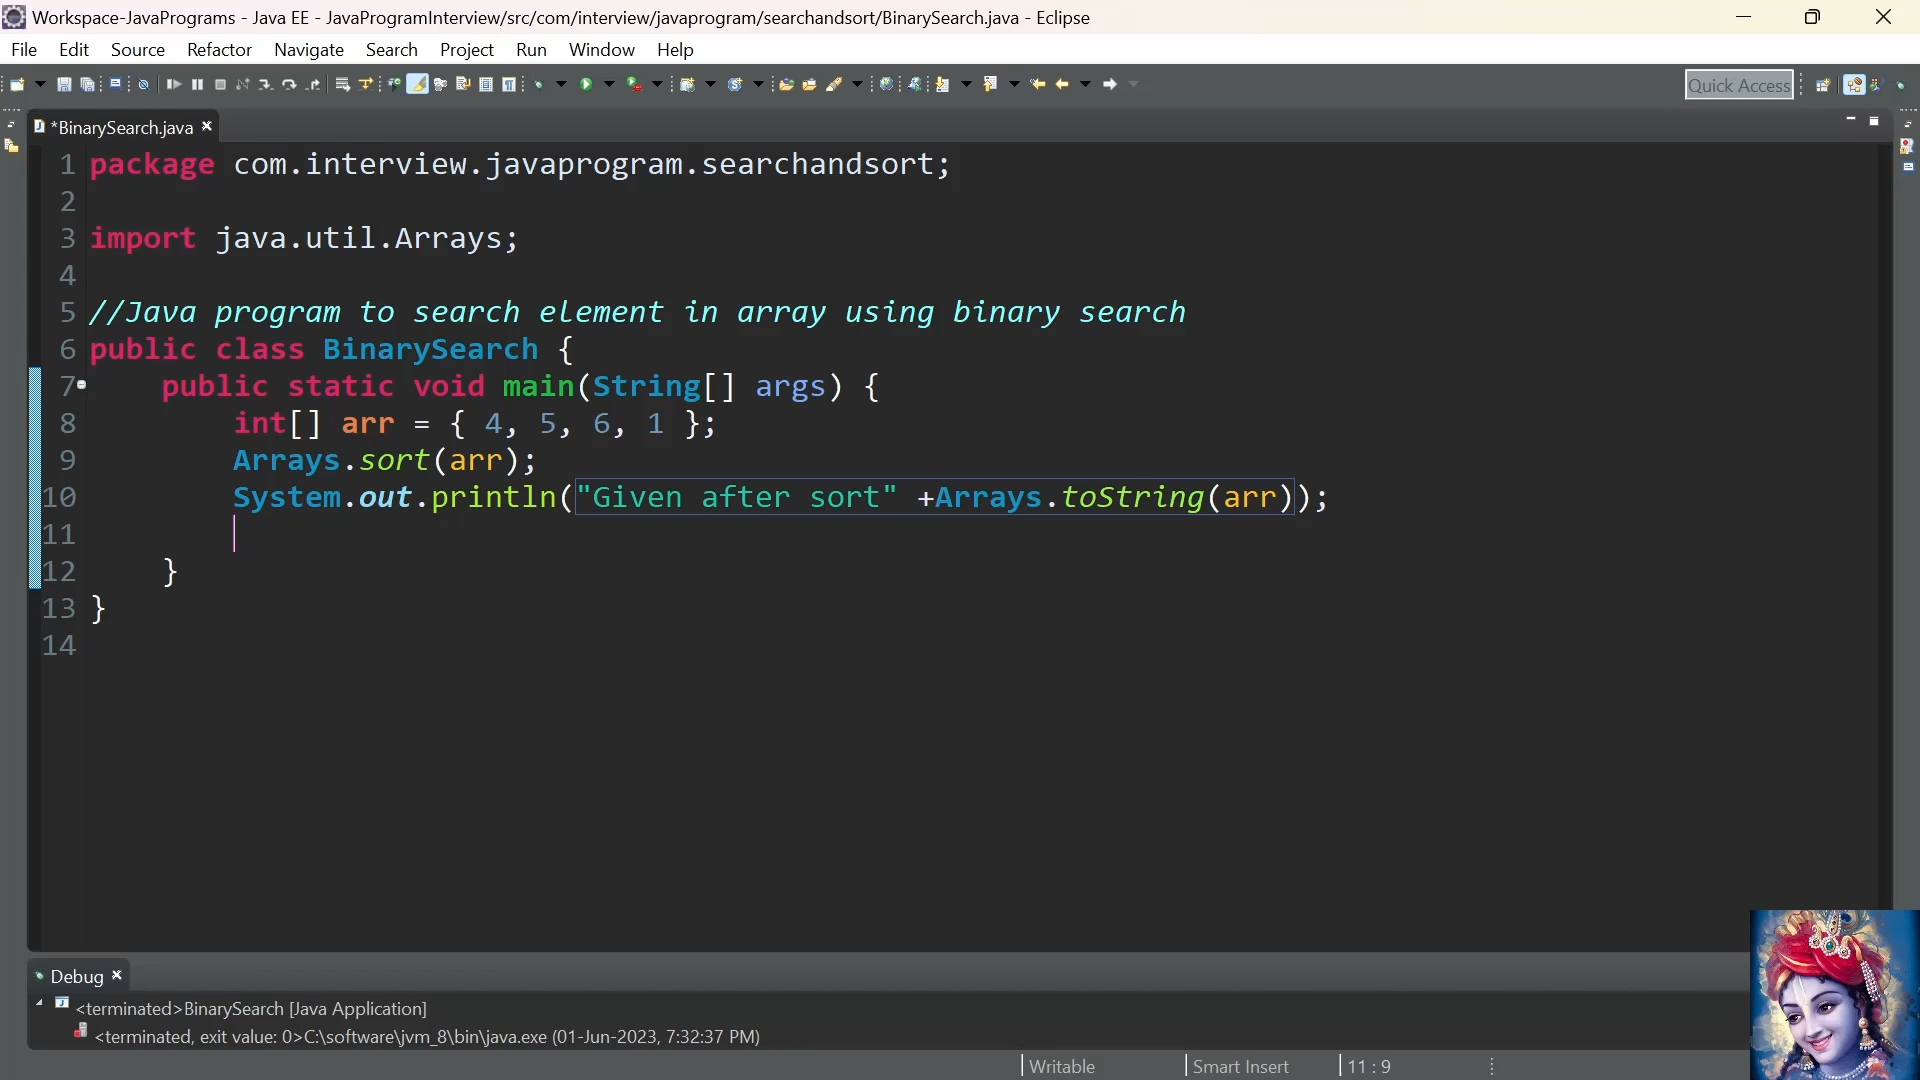 Workspace-JavaPrograms - Java EE - JavaProgramInterview/src/com/interview/javaprogram/searchandsort/BinarySearch.java - Eclipse
File Edit Source Refactor Navigate Search Project Run Window Help
Quick Access
*BinarySearch.java
1 package com.interview.javaprogram.searchandsort;
2
3 import java.util.Arrays;
4
5 //Java program to search element in array using binary search
6 public class BinarySearch {
7     public static void main(String[] args) {
8         int[] arr = { 4, 5, 6, 1 };
9         Arrays.sort(arr);
10         System.out.println("Given after sort" +Arrays.toString(arr));
11
12     }
13 }
14
Debug
<terminated>BinarySearch [Java Application]
<terminated, exit value: 0>C:\software\jvm_8\bin\java.exe (01-Jun-2023, 7:32:37 PM)
Writable Smart Insert 11 : 9